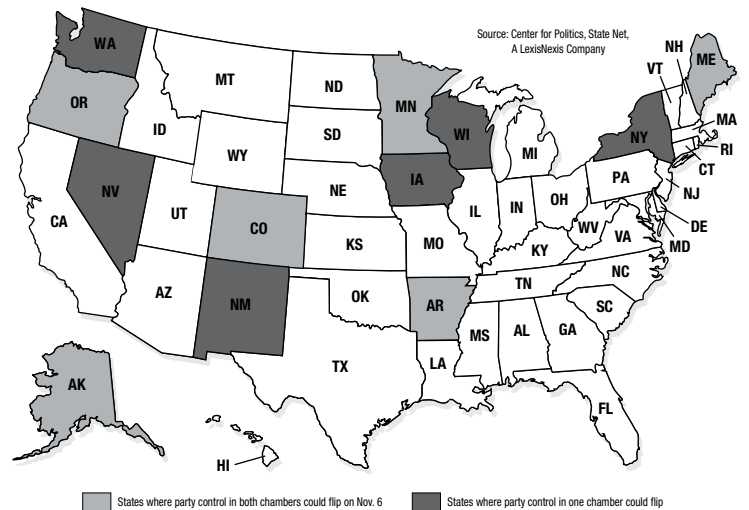 Source: Center for Politics, State Net,
A LexisNexis Company
WA
OR
CA
NV
ID
MT
WY
UT
AZ
CO
NM
ND
SD
NE
KS
OK
TX
MN
IA
MO
AR
LA
WI
IL
MI
IN
OH
KY
TN
MS
AL
GA
FL
SC
NC
VA
WV
PA
NY
VT
NH
ME
MA
RI
CT
NJ
DE
MD
AK
HI
States where party control in both chambers could flip on Nov. 6
States where party control in one chamber could flip